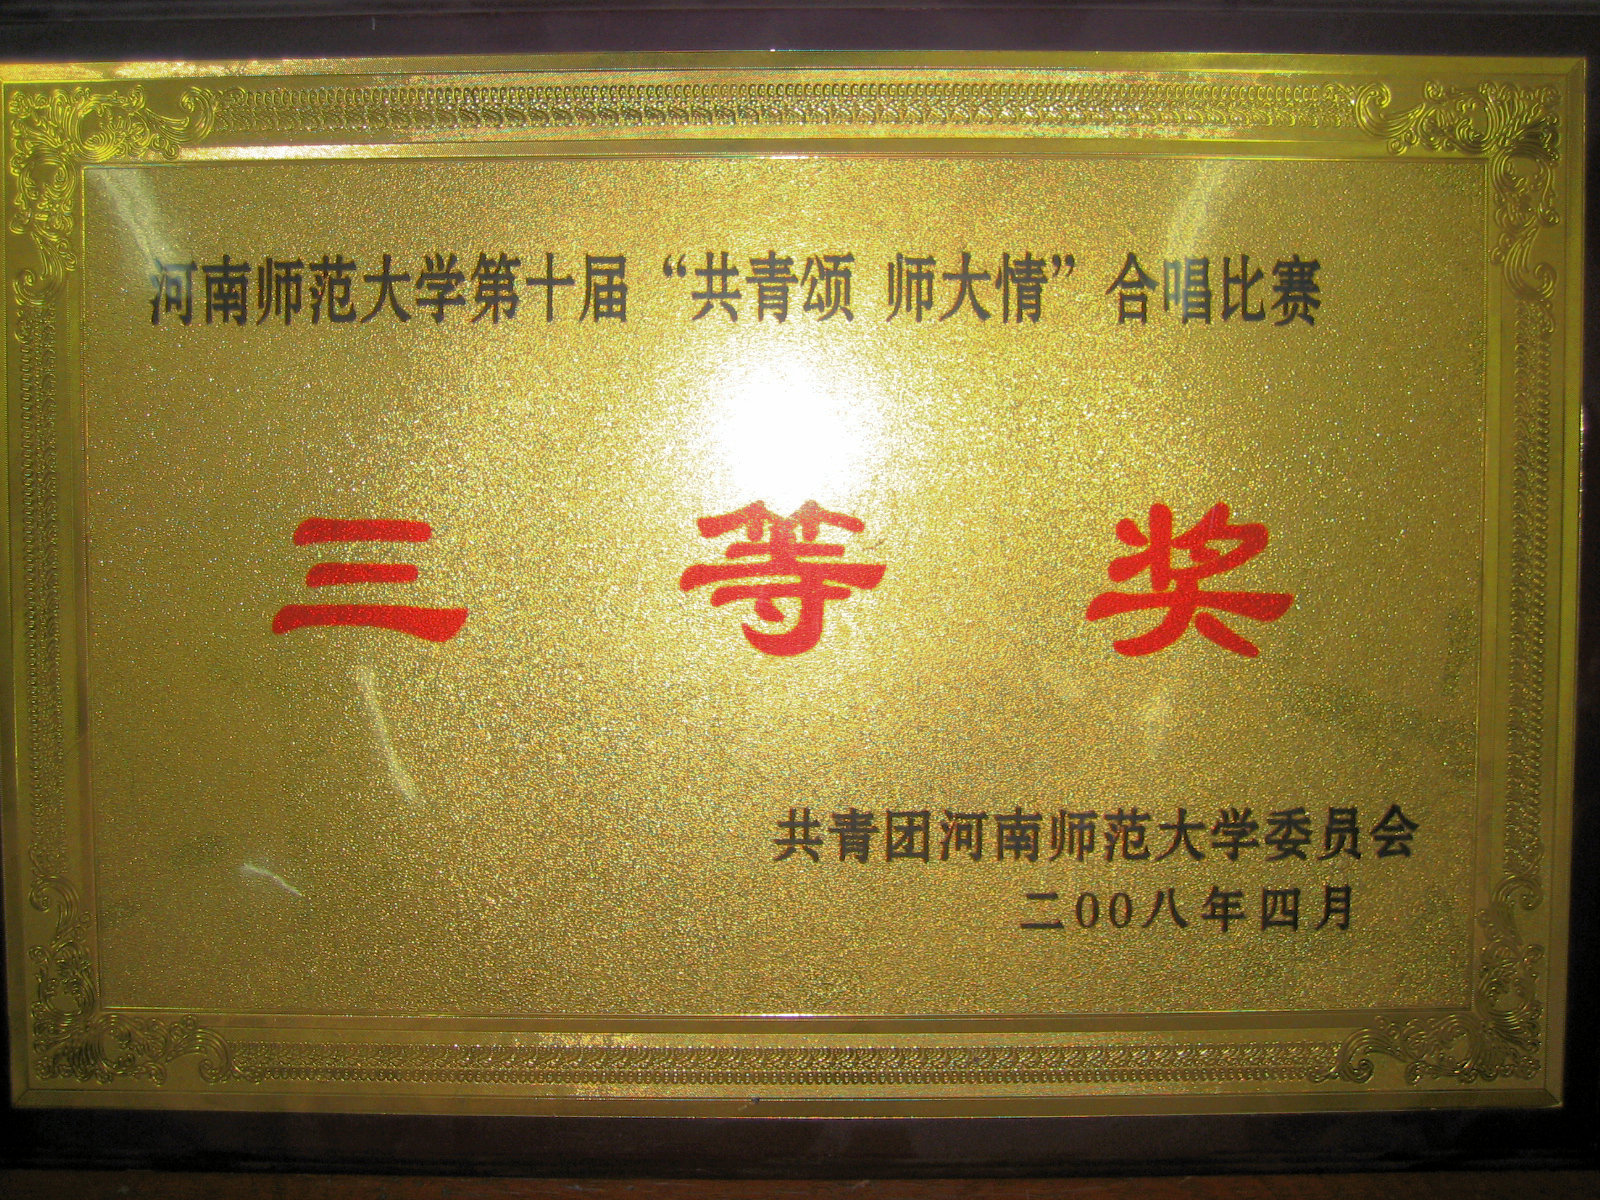 河南师范大学第十届“共青颂 师大情”合唱比赛
三等奖
共青团河南师范大学委员会
二00八年四月